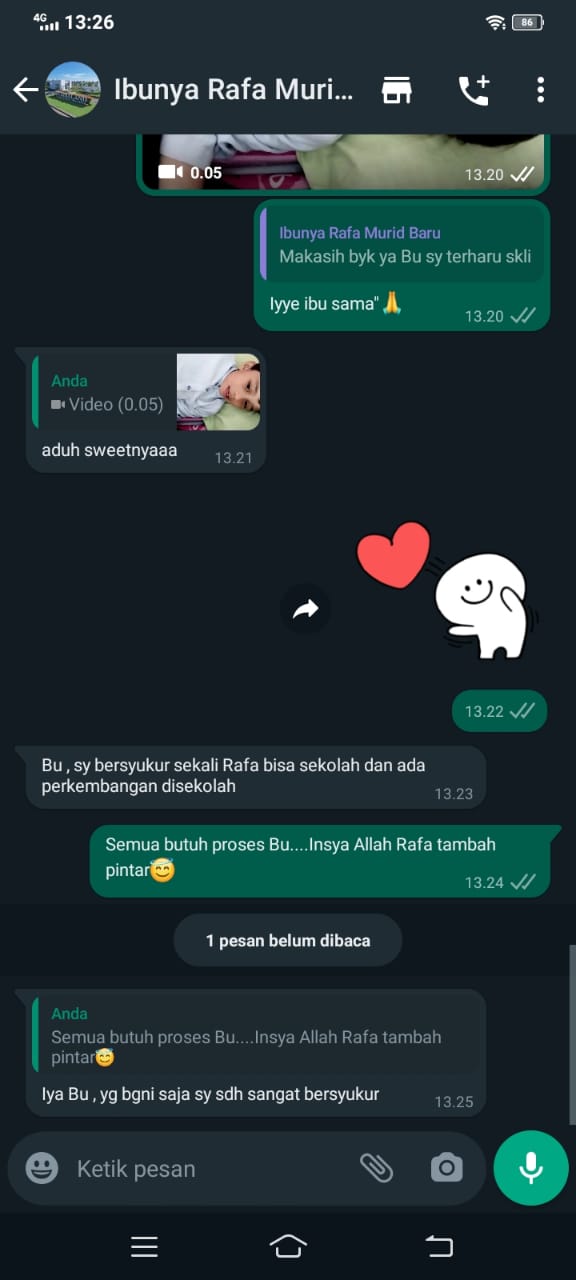 4G 13:26 86
Ibunya Rafa Muri...
0.05 13.20
Ibunya Rafa Murid Baru
Makasih byk ya Bu sy terharu skli
Iyye ibu sama"🙏
13.20
Anda
Video (0.05)
aduh sweetnyaaa
13.21
13.22
Bu , sy bersyukur sekali Rafa bisa sekolah dan ada
perkembangan disekolah
13.23
Semua butuh proses Bu....Insya Allah Rafa tambah
pintar😇
13.24
1 pesan belum dibaca
Anda
Semua butuh proses Bu....Insya Allah Rafa tambah
pintar😇
Iya Bu , yg bgni saja sy sdh sangat bersyukur
13.25
Ketik pesan